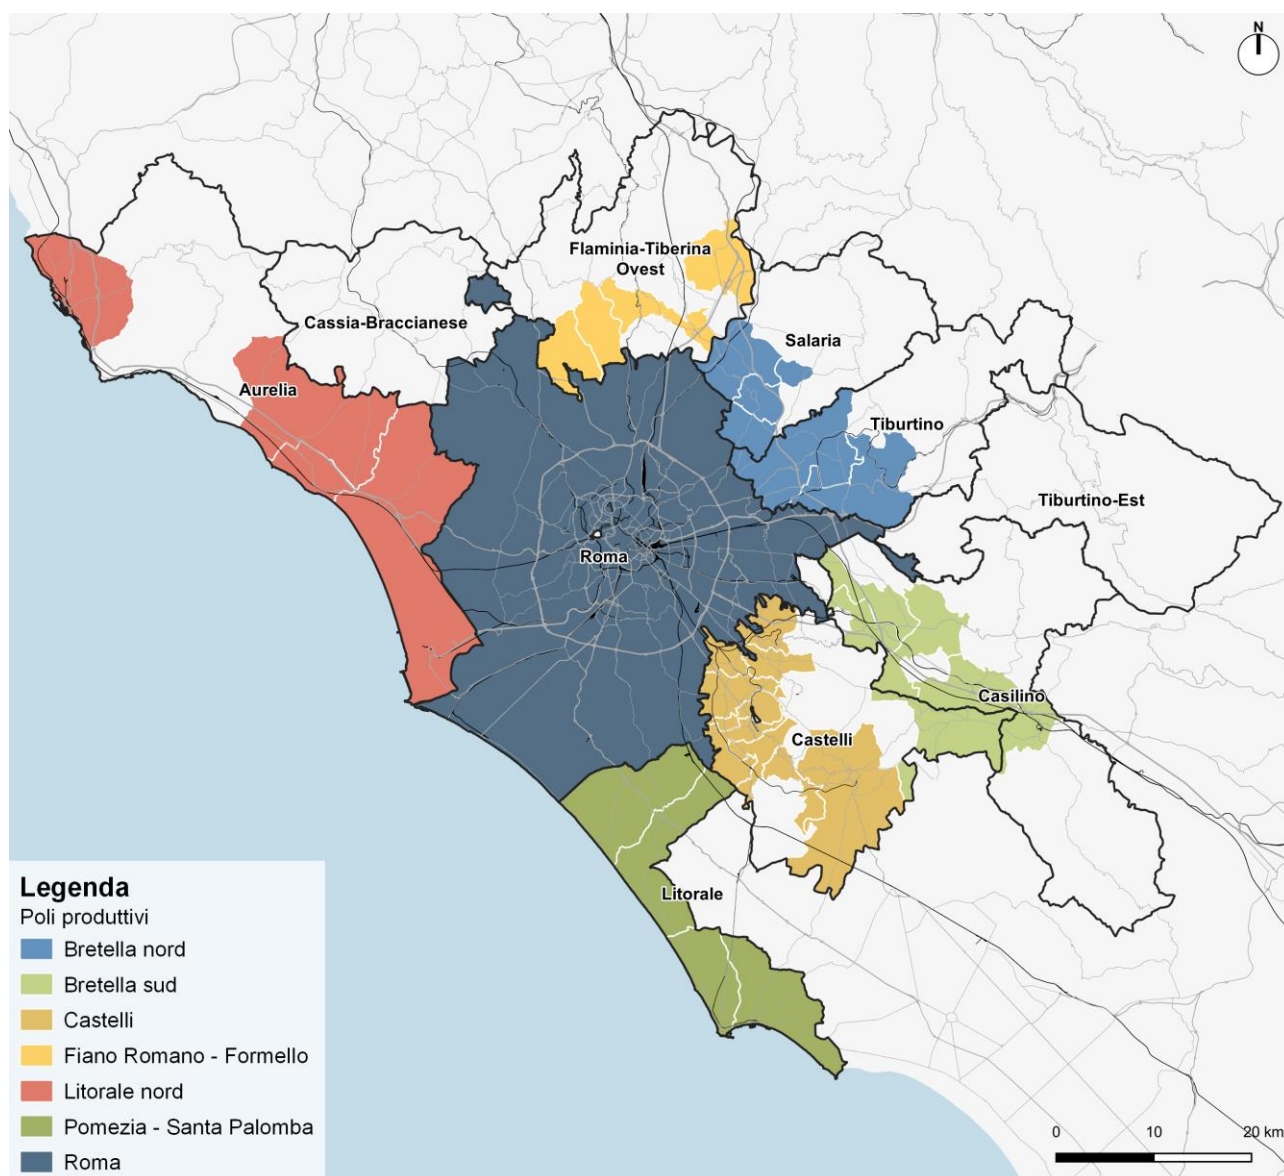 N
Flaminia-Tiberina
Ovest
Cassia-Braccianese
Salaria
Aurelia
Tiburtino
Tiburtino-Est
Roma
Casilino
Castelli
Litorale
Legenda
Poli produttivi
Bretella nord
Bretella sud
Castelli
Fiano Romano - Formello
Litorale nord
Pomezia - Santa Palomba
Roma
0 10 20 km